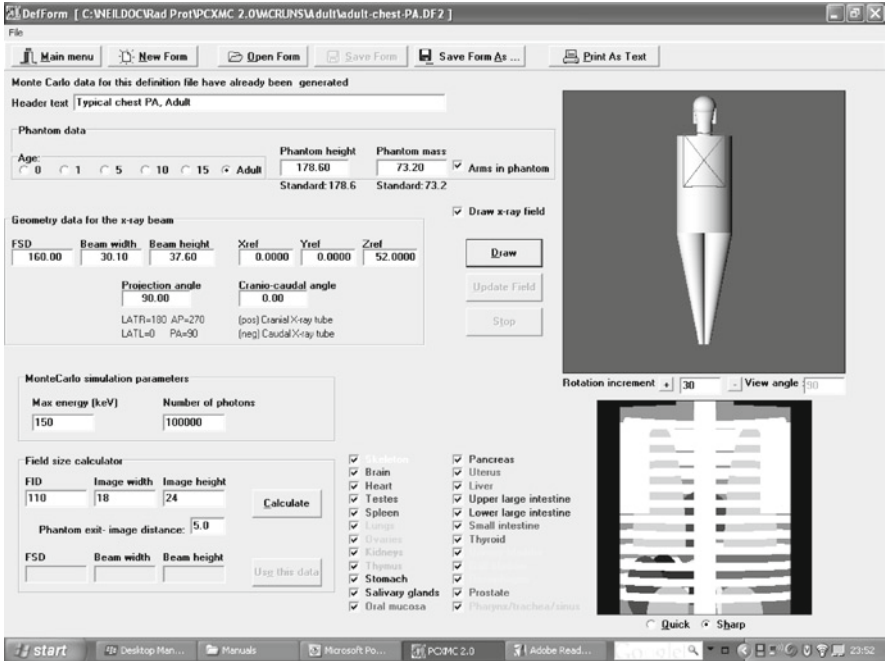 DefForm [ C:\NEILDOC\Rad Prot\PCXMC 2.0\MCRUNS\Adult\adult-chest-PA.DF2 ]
File
Main menu New Form Open Form Save Form Save Form As ... Print As Text
Monte Carlo data for this definition file have already been generated
Header text Typical chest PA, Adult
Phantom data
Age: 0 1 5 10 15 Adult
Phantom height Phantom mass
178.60 73.20 Arms in phantom
Standard: 178.6 Standard: 73.2
Draw x-ray field
Geometry data for the x-ray beam
FSD Beam width Beam height Xref Yref Zref
160.00 30.10 37.60 0.0000 0.0000 52.0000
Draw
Update Field
Stop
Projection angle Cranio-caudal angle
90.00 0.00
LATR=180 AP=270 (pos) Cranial X-ray tube
LATL=0 PA=90 (neg) Caudal X-ray tube
Rotation increment + 30 - View angle 90
MonteCarlo simulation parameters
Max energy (keV) Number of photons
150 100000
Field size calculator
FID Image width Image height
110 18 24
Calculate
Phantom exit- image distance: 5.0
FSD Beam width Beam height
Use this data
Skeleton
Brain
Heart
Testes
Spleen
Lungs
Ovaries
Kidneys
Thymus
Stomach
Salivary glands
Oral mucosa
Pancreas
Uterus
Liver
Upper large intestine
Lower large intestine
Small intestine
Thyroid
Prostate
Pharynx/trachea/sinus
Quick Sharp
start Desktop Man... Manuals Microsoft Po... PCXMC 2.0 Adobe Read... 23:52